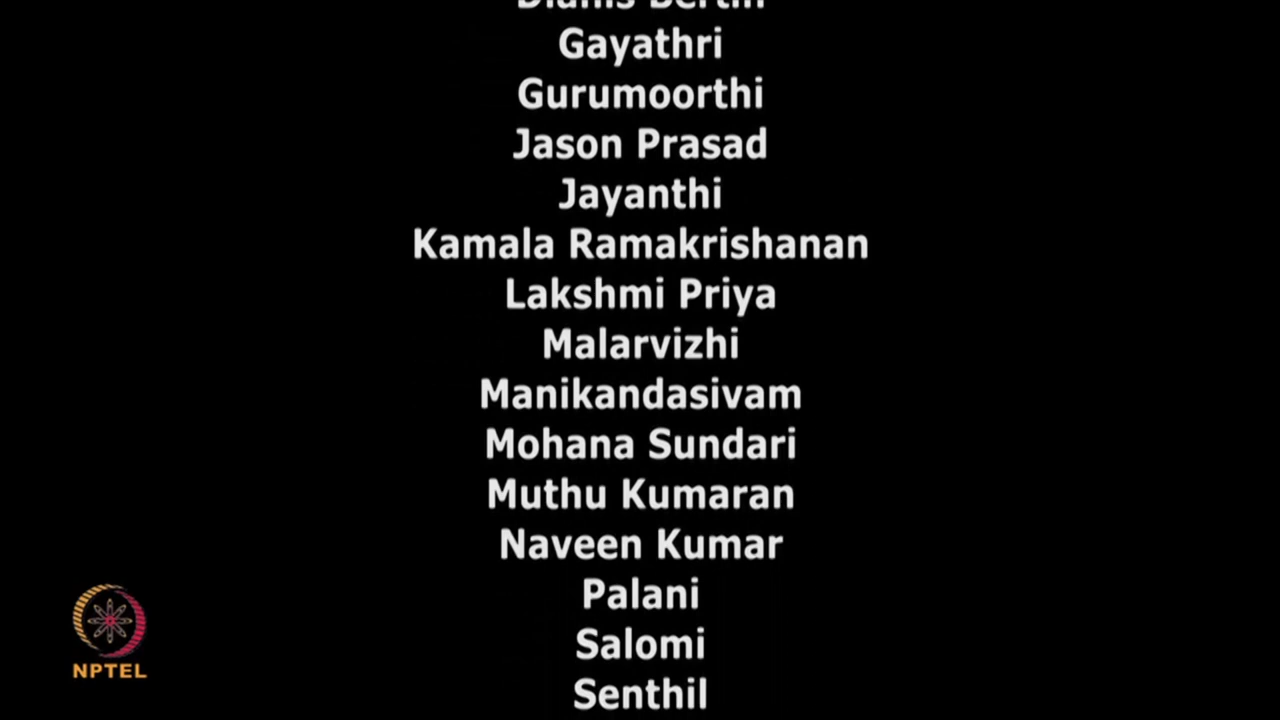 Gayathri
Gurumoorthi
Jason Prasad
Jayanthi
Kamala Ramakrishanan
Lakshmi Priya
Malarvizhi
Manikandasivam
Mohana Sundari
Muthu Kumaran
Naveen Kumar
Palani
Salomi
Senthil
NPTEL